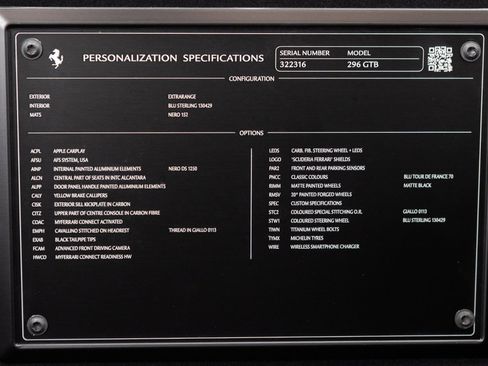 PERSONALIZATION SPECIFICATIONS
SERIAL NUMBER MODEL
322316 296 GTB
CONFIGURATION
EXTERIOR EXTRARANGE
INTERIOR BLU STERLING 130429
MATS NERO 152
OPTIONS
ACPL APPLE CARPLAY
AFSU AFS SYSTEM, USA
AINP INTERNAL PAINTED ALUMINIUM ELEMENTS NERO DS 1250
ALCN CENTRAL PART OF SEATS IN INTC ALCANTARA
ALPP DOOR PANEL HANDLE PAINTED ALUMINIUM ELEMENTS
CALY YELLOW BRAKE CALLIPERS
CISK EXTERIOR SILL KICKPLATE IN CARBON
CITZ UPPER PART OF CENTRE CONSOLE IN CARBON FIBRE
COAC MYFERRARI CONNECT ACTIVATED
EMPH CAVALLINO STITCHED ON HEADREST THREAD IN GIALLO 0113
EXAB BLACK TAILPIPE TIPS
FCAM ADVANCED FRONT DRIVING CAMERA
HWCO MYFERRARI CONNECT READINESS HW
LEDS CARB. FIB. STEERING WHEEL + LEDS
LOGO "SCUDERIA FERRARI" SHIELDS
PAR2 FRONT AND REAR PARKING SENSORS
PNCC CLASSIC COLOURS BLU TOUR DE FRANCE 70
RIMM MATTE PAINTED WHEELS MATTE BLACK
RMSV 20" PAINTED FORGED WHEELS
SPEC CUSTOM SPECIFICATIONS
STC2 COLOURED SPECIAL STITCHING O.R. GIALLO 0113
STW1 COLOURED STEERING WHEEL BLU STERLING 130429
TIWN TITANIUM WHEEL BOLTS
TYMX MICHELIN TYRES
WIRE WIRELESS SMARTPHONE CHARGER